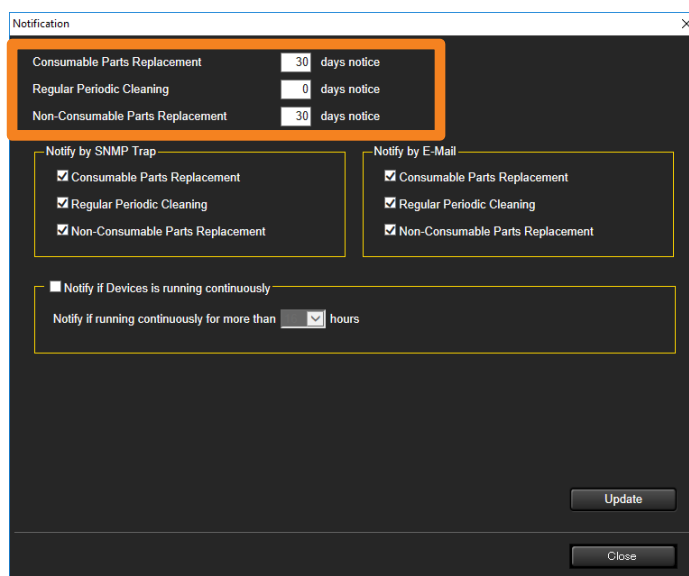 Notification
Consumable Parts Replacement 30 days notice
Regular Periodic Cleaning 0 days notice
Non-Consumable Parts Replacement 30 days notice
Notify by SNMP Trap
Consumable Parts Replacement
Regular Periodic Cleaning
Non-Consumable Parts Replacement
Notify by E-Mail
Consumable Parts Replacement
Regular Periodic Cleaning
Non-Consumable Parts Replacement
Notify if Devices is running continuously
Notify if running continuously for more than hours
Update
Close